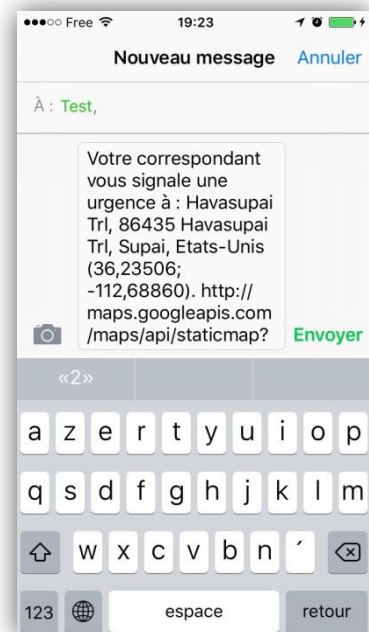 Free 19:23
Nouveau message Annuler
À : Test,
Votre correspondant
vous signale une
urgence à : Havasupai
Trl, 86435 Havasupai
Trl, Supai, Etats-Unis
(36,23506;
-112,68860). http://
maps.googleapis.com
/maps/api/staticmap?
Envoyer
«2»
a z e r t y u i o p
q s d f g h j k l m
w x c v b n ´
123 espace retour